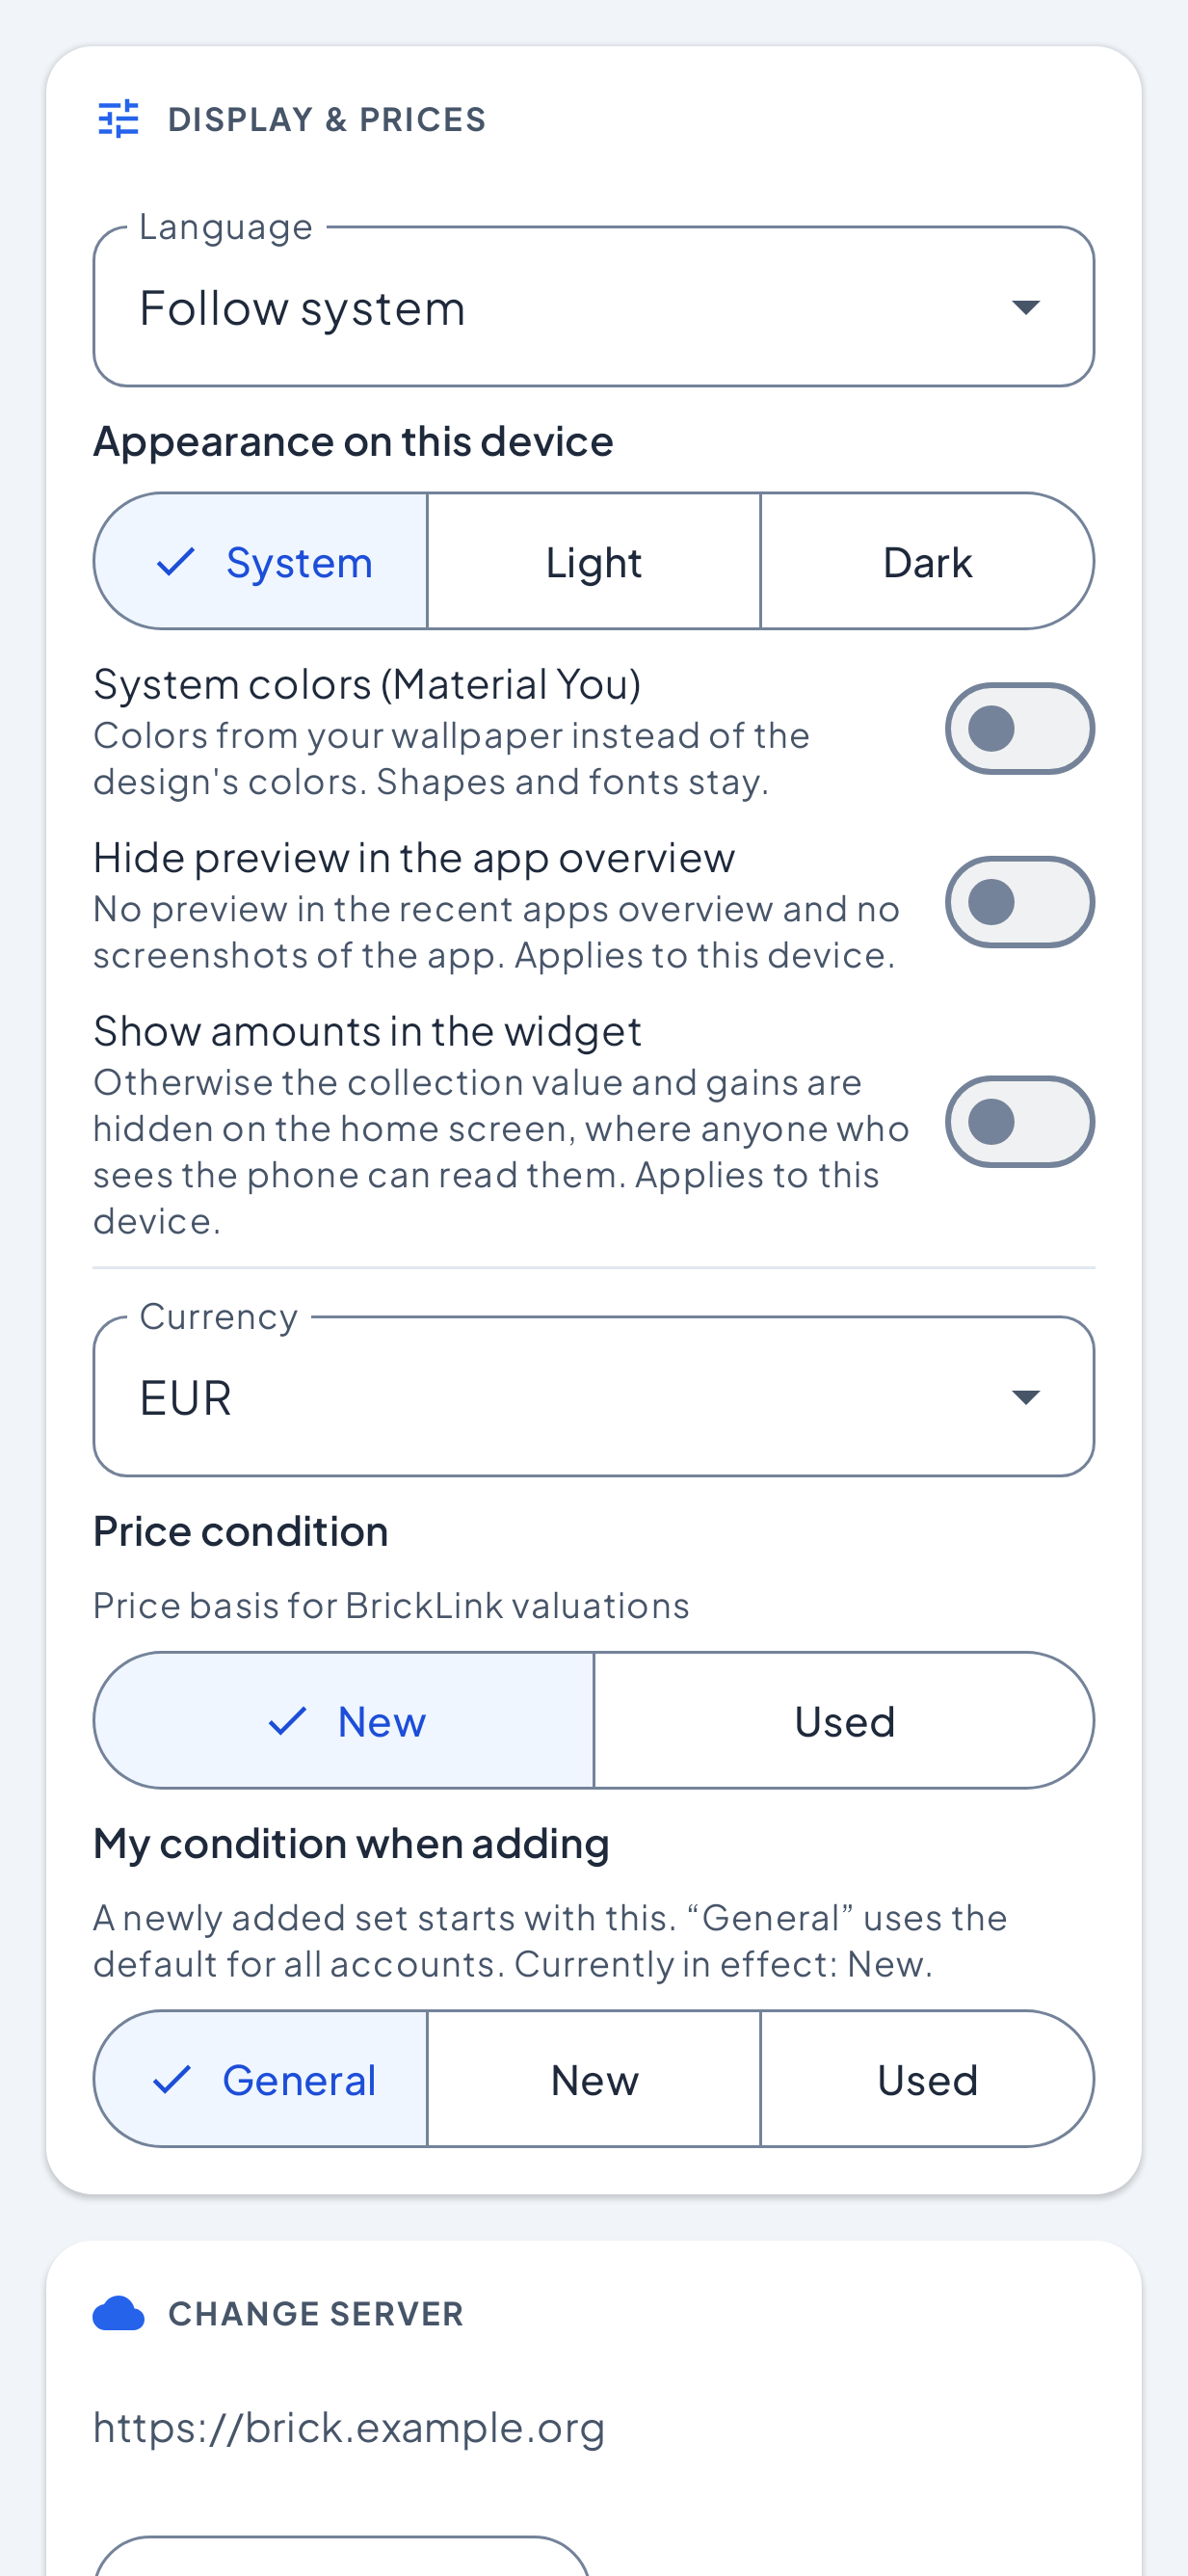 DISPLAY & PRICES
Language
Follow system
Appearance on this device
System
Light
Dark
System colors (Material You)
Colors from your wallpaper instead of the
design's colors. Shapes and fonts stay.
Hide preview in the app overview
No preview in the recent apps overview and no
screenshots of the app. Applies to this device.
Show amounts in the widget
Otherwise the collection value and gains are
hidden on the home screen, where anyone who
sees the phone can read them. Applies to this
device.
Currency
EUR
Price condition
Price basis for BrickLink valuations
New
Used
My condition when adding
A newly added set starts with this. “General” uses the
default for all accounts. Currently in effect: New.
General
New
Used
CHANGE SERVER
https://brick.example.org